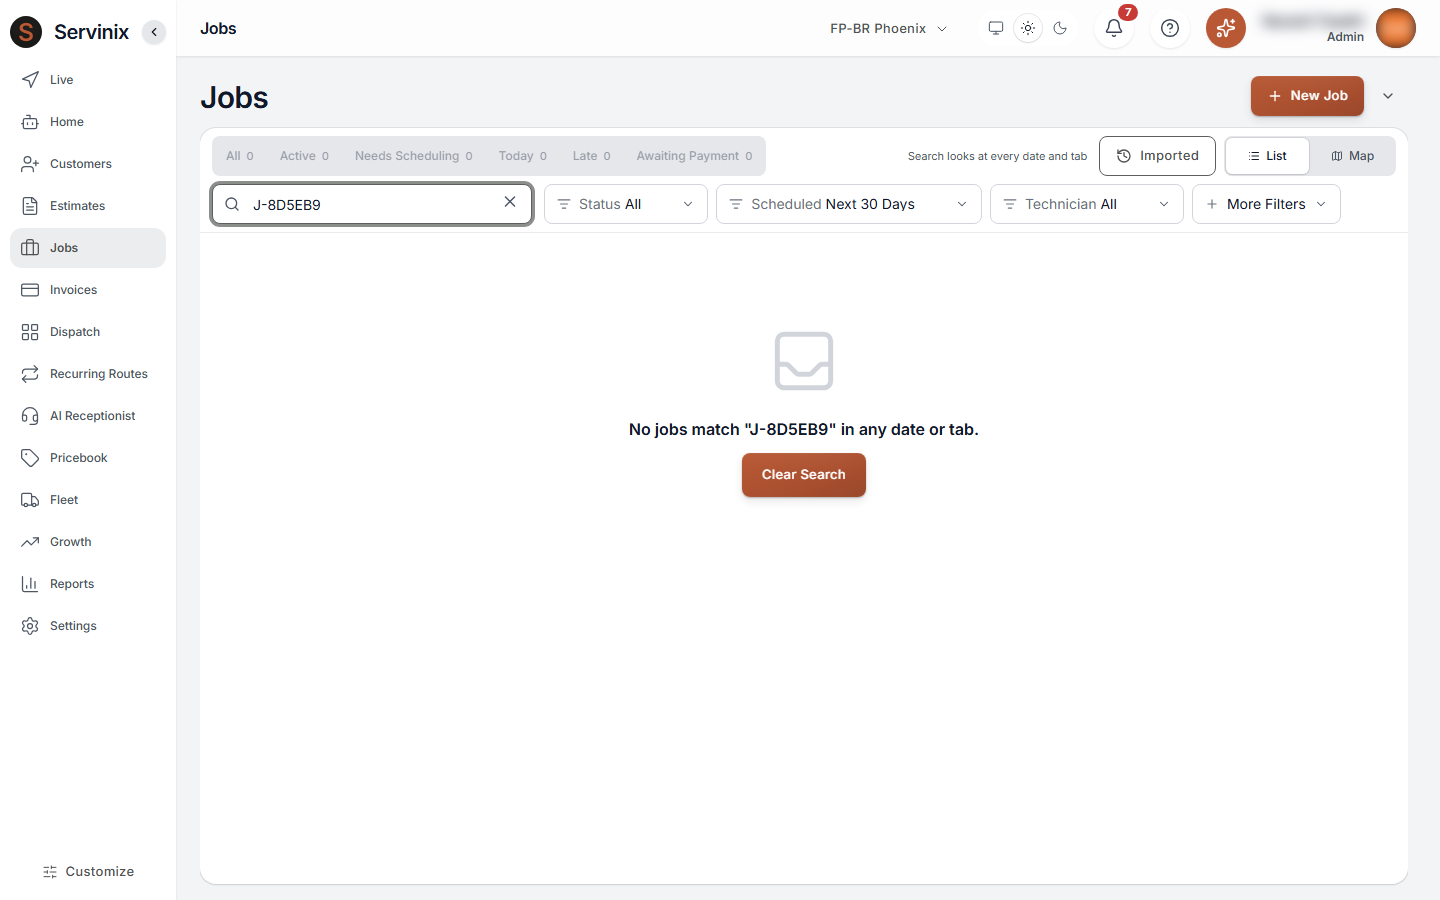 Servinix
Jobs
FP-BR Phoenix
7
Admin
Live
Home
Customers
Estimates
Jobs
Invoices
Dispatch
Recurring Routes
AI Receptionist
Pricebook
Fleet
Growth
Reports
Settings
Customize
Jobs
+ New Job
All 0 Active 0 Needs Scheduling 0 Today 0 Late 0 Awaiting Payment 0
Search looks at every date and tab
Imported
List
Map
J-8D5EB9
Status All
Scheduled Next 30 Days
Technician All
+ More Filters
No jobs match "J-8D5EB9" in any date or tab.
Clear Search